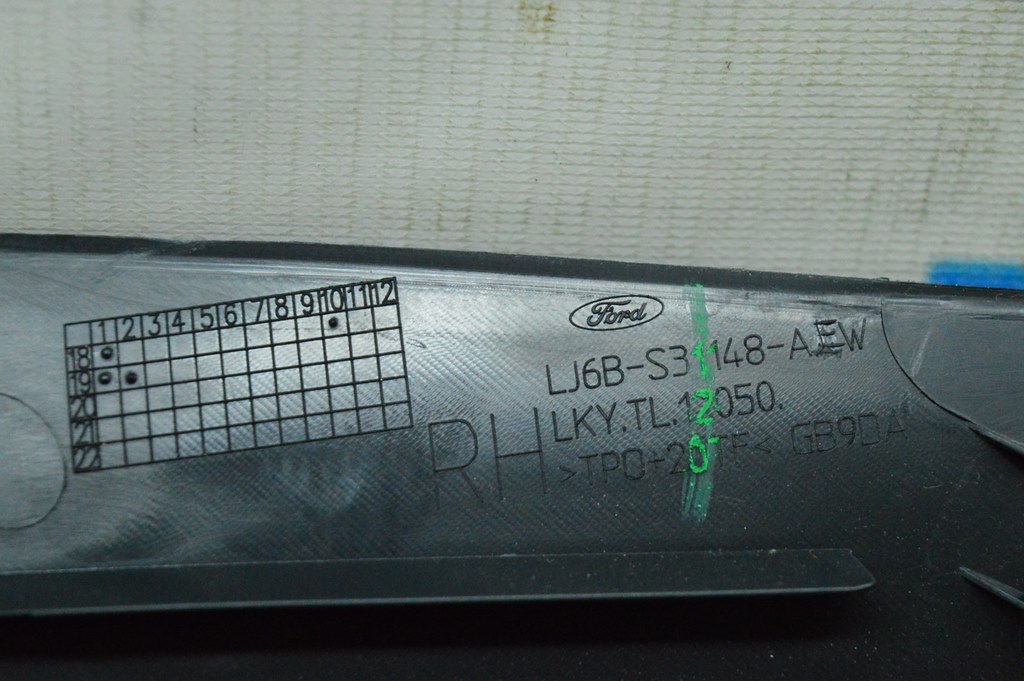 1 2 3 4 5 6 7 8 9 10 11 12
18
19
20
21
22
Ford
LJ6B-S31148-AEW
LKY.TL.12050.
RH >TPO-20TF< GB9DA